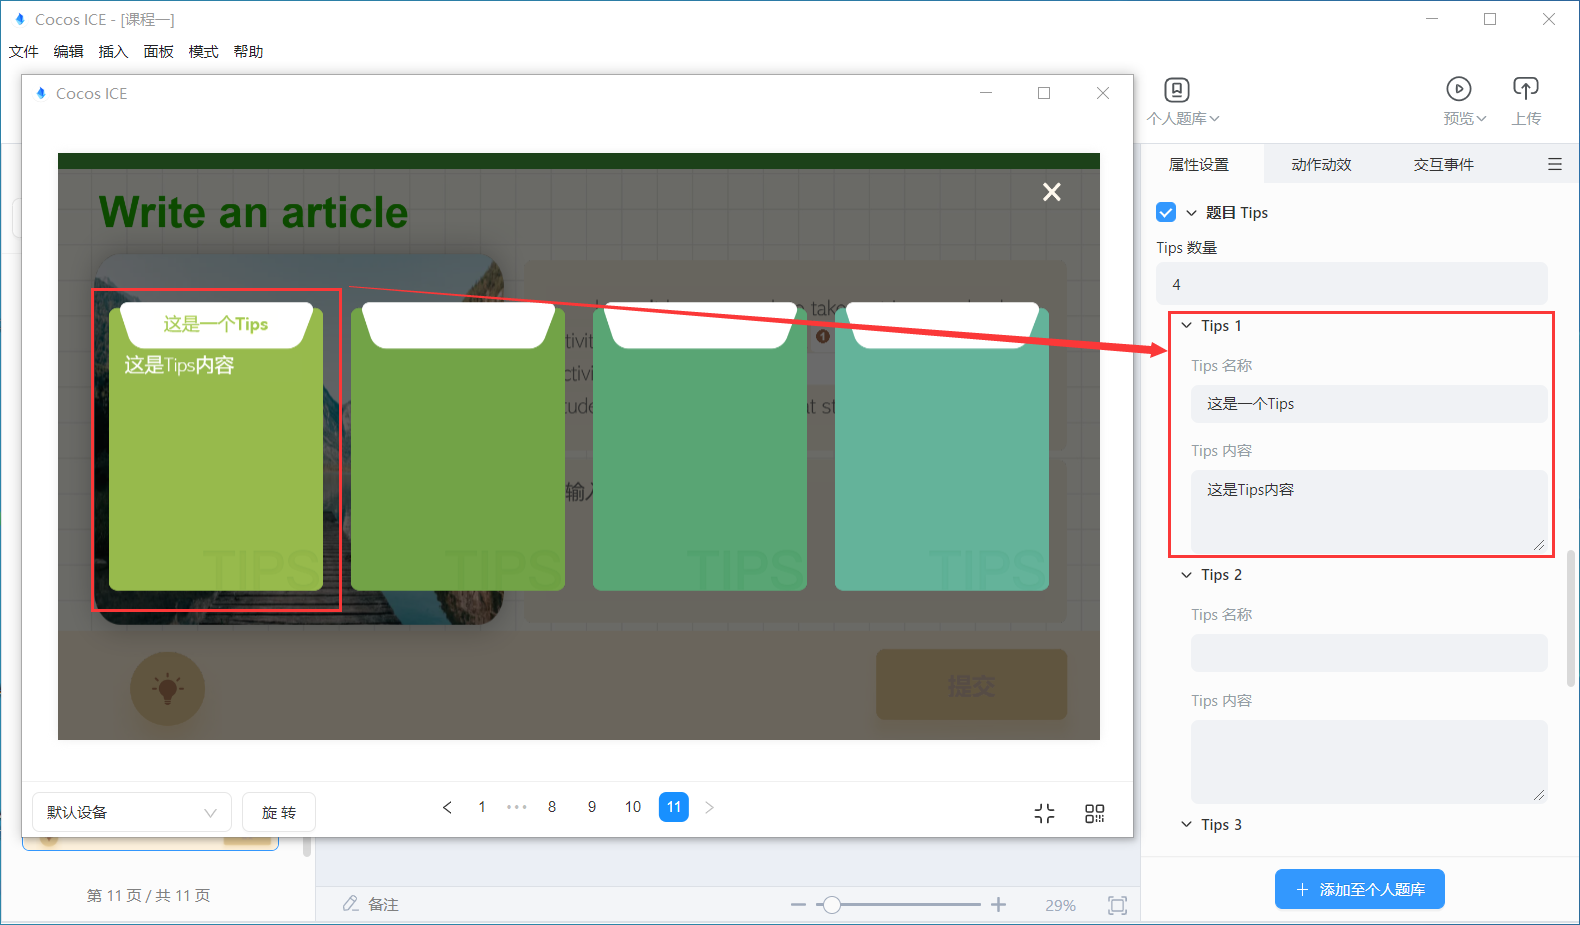 Cocos ICE - [课程一]
文件 编辑 插入 面板 模式 帮助
Cocos ICE
个人题库
预览
上传
Write an article
take
这是一个Tips
这是Tips内容
1
输入
TIPS TIPS TIPS TIPS
提交
默认设备
旋 转
1 ••• 8 9 10 11
第 11 页 / 共 11 页
备注
29%
属性设置 动作动效 交互事件
题目 Tips
Tips 数量
4
Tips 1
Tips 名称
这是一个Tips
Tips 内容
这是Tips内容
Tips 2
Tips 名称
Tips 内容
Tips 3
添加至个人题库